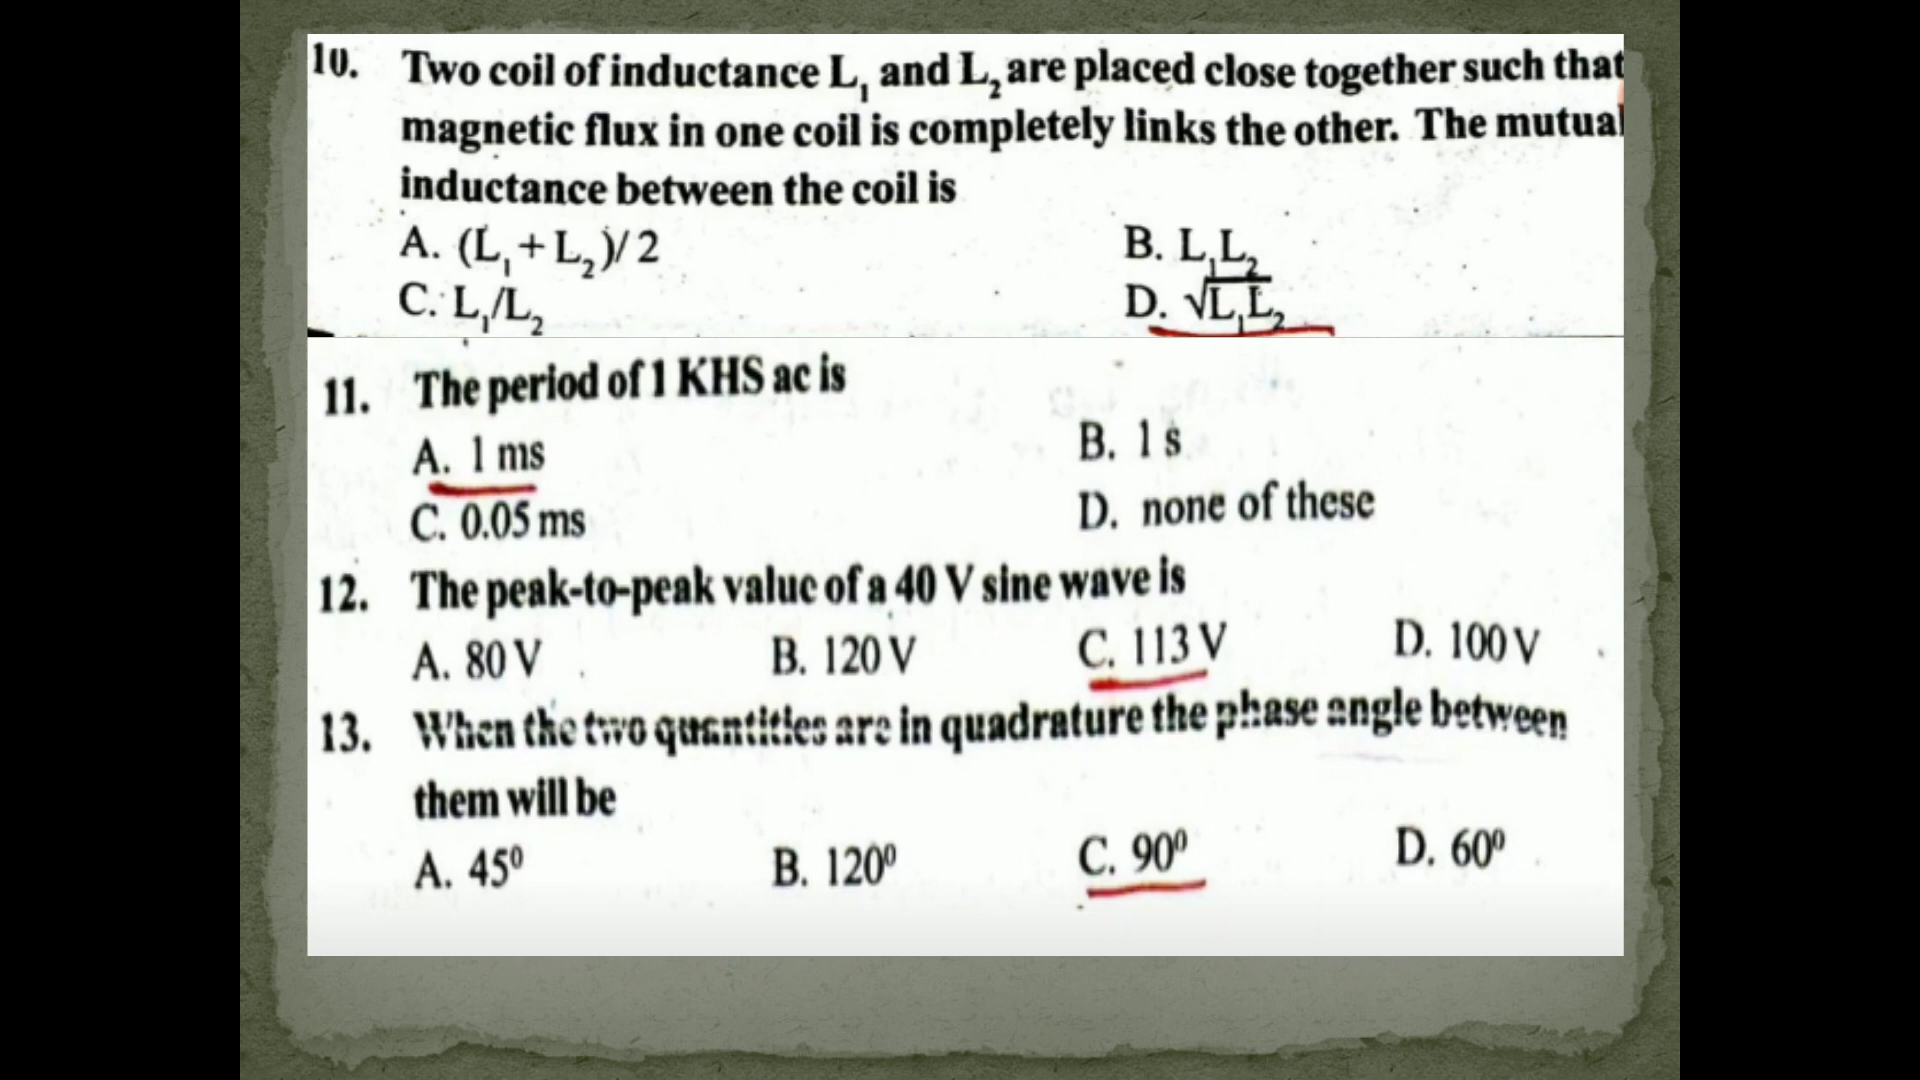 10. Two coil of inductance L₁ and L₂ are placed close together such that
magnetic flux in one coil is completely links the other. The mutual
inductance between the coil is
A. (L₁ + L₂)/ 2 B. L₁L₂
C. L₁/L₂ D. √L₁L₂
11. The period of 1 KHS ac is
A. 1 ms B. 1 s
C. 0.05 ms D. none of these
12. The peak-to-peak value of a 40 V sine wave is
A. 80 V B. 120 V C. 113 V D. 100 V
13. When the two quantities are in quadrature the phase angle between
them will be
A. 45⁰ B. 120⁰ C. 90⁰ D. 60⁰